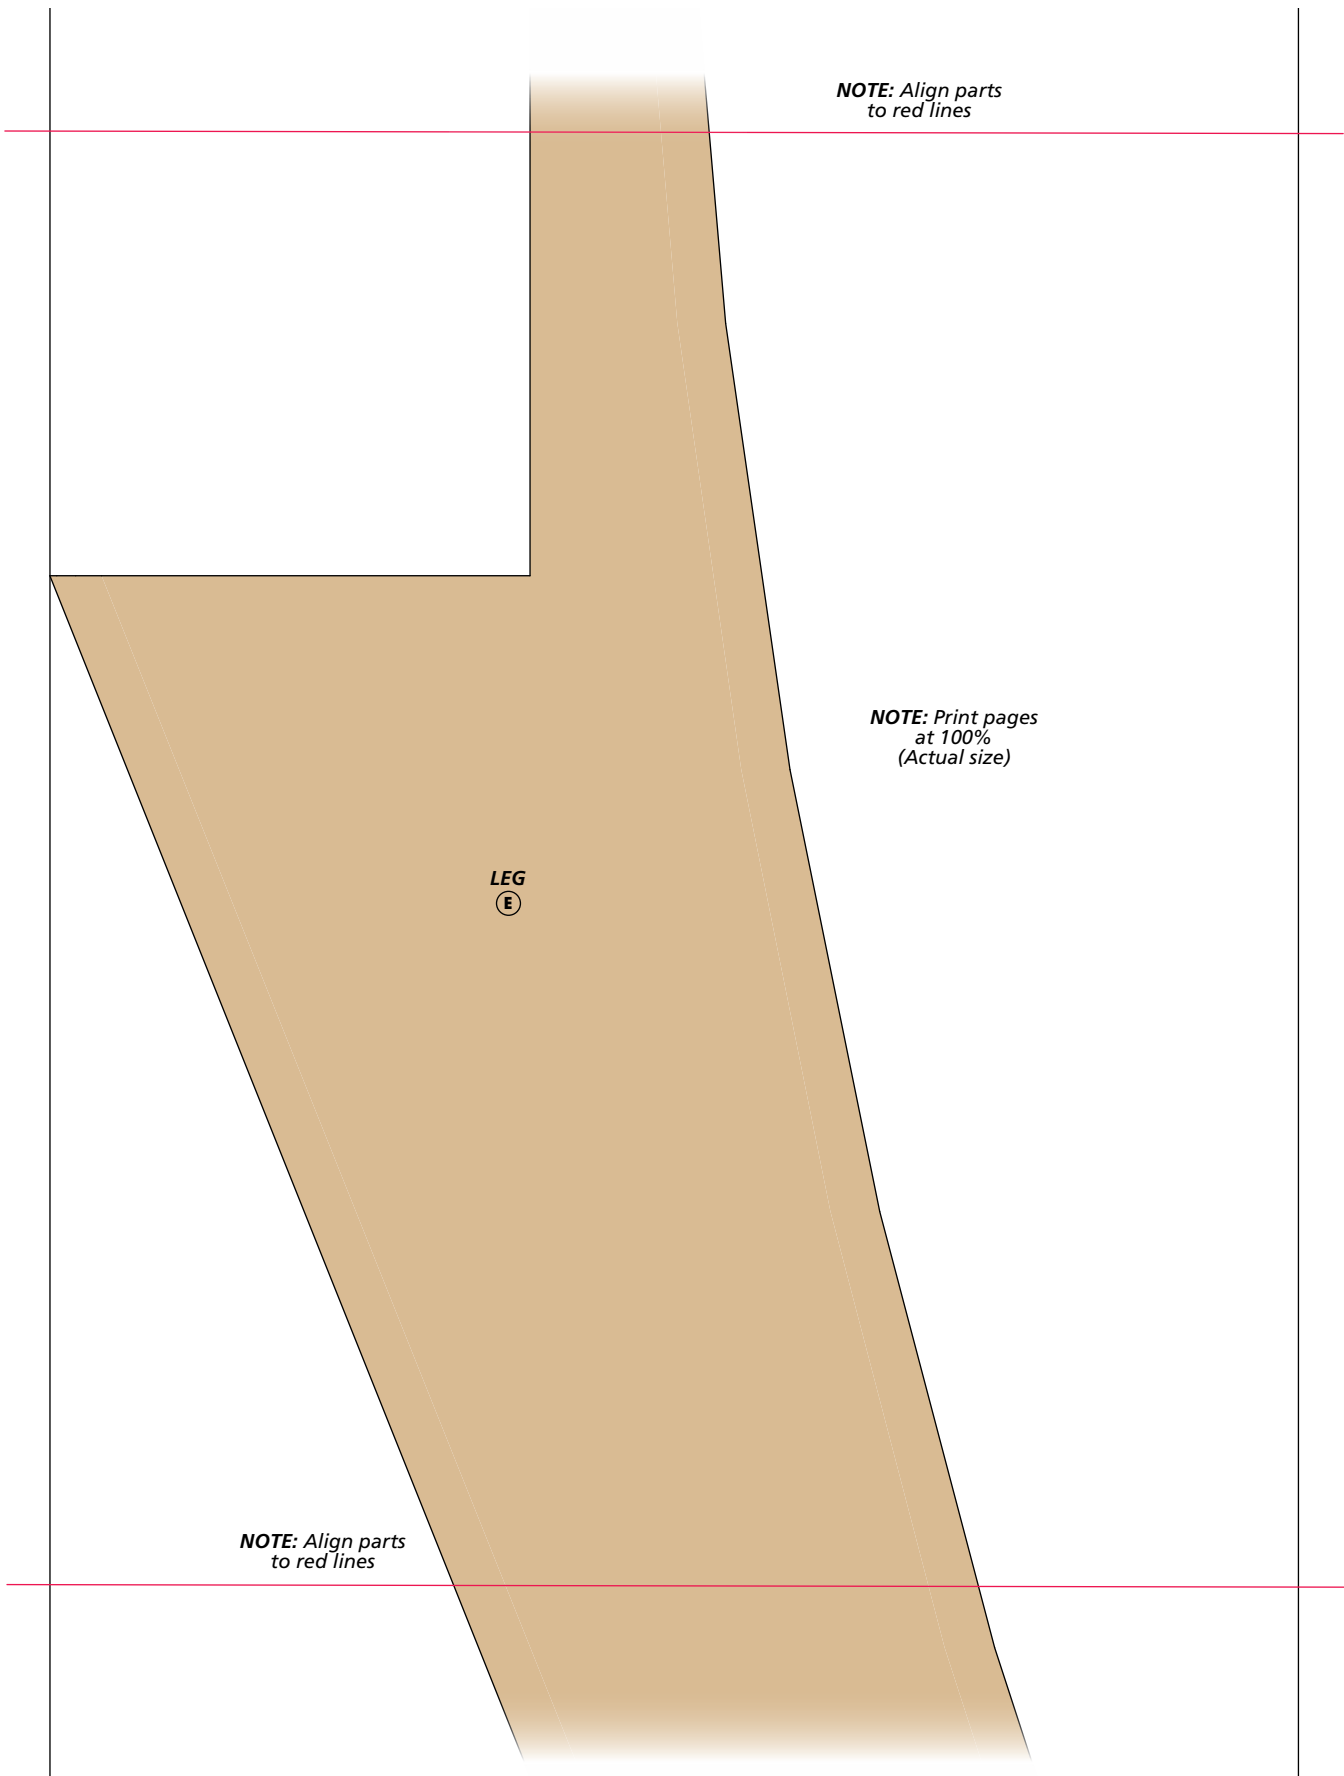 NOTE: Align parts
to red lines
NOTE: Print pages
at 100%
(Actual size)
LEG
E
NOTE: Align parts
to red lines